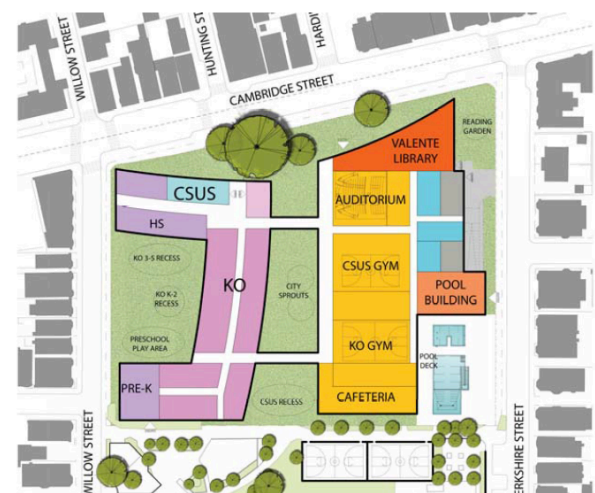 WILLOW STREET
HUNTING ST
HARDI
CAMBRIDGE STREET
READING
GARDEN
VALENTE
LIBRARY
CSUS
AUDITORIUM
HS
KO 3-5 RECESS
KO
CITY
SPROUTS
CSUS GYM
KO K-2
RECESS
POOL
BUILDING
PRESCHOOL
PLAY AREA
KO GYM
POOL
DECK
PRE-K
CSUS RECESS
CAFETERIA
WILLOW STREET
ERKSHIRE STREET